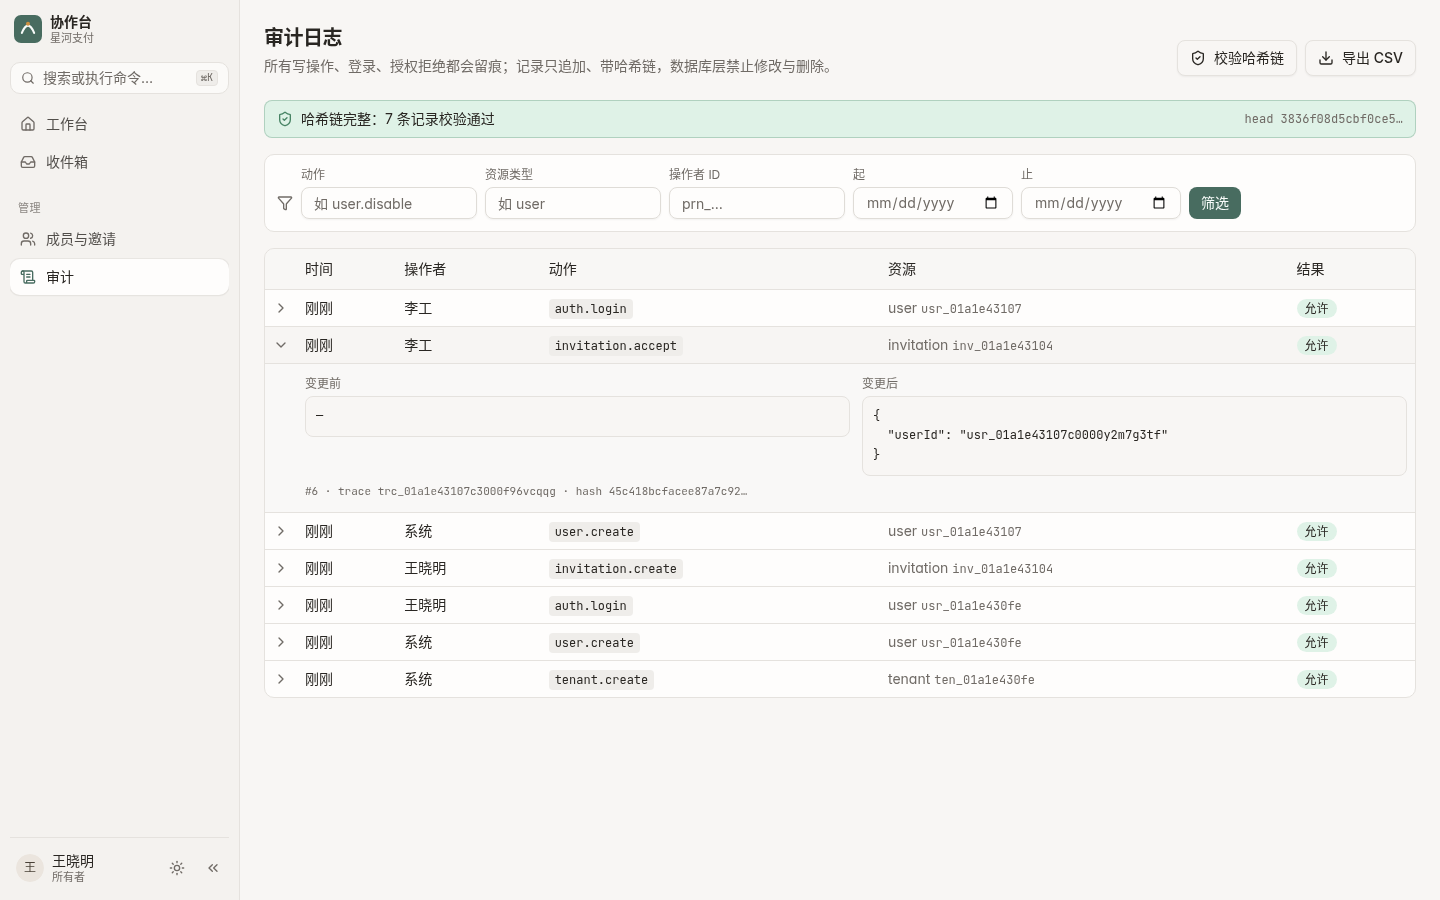 协作台
星河支付
搜索或执行命令... ⌘K
工作台
收件箱
管理
成员与邀请
审计
王 王晓明
所有者
审计日志
所有写操作、登录、授权拒绝都会留痕；记录只追加、带哈希链，数据库层禁止修改与删除。
校验哈希链 导出 CSV
哈希链完整：7 条记录校验通过 head 3836f08d5cbf0ce5…
动作 资源类型 操作者 ID 起 止
如 user.disable 如 user prn_... mm/dd/yyyy mm/dd/yyyy 筛选
时间 操作者 动作 资源 结果
刚刚 李工 auth.login user usr_01a1e43107 允许
刚刚 李工 invitation.accept invitation inv_01a1e43104 允许
变更前 变更后
—
{
"userId": "usr_01a1e43107c0000y2m7g3tf"
}
#6 · trace trc_01a1e43107c3000f96vcqqg · hash 45c418bcfacee87a7c92…
刚刚 系统 user.create user usr_01a1e43107 允许
刚刚 王晓明 invitation.create invitation inv_01a1e43104 允许
刚刚 王晓明 auth.login user usr_01a1e430fe 允许
刚刚 系统 user.create user usr_01a1e430fe 允许
刚刚 系统 tenant.create tenant ten_01a1e430fe 允许